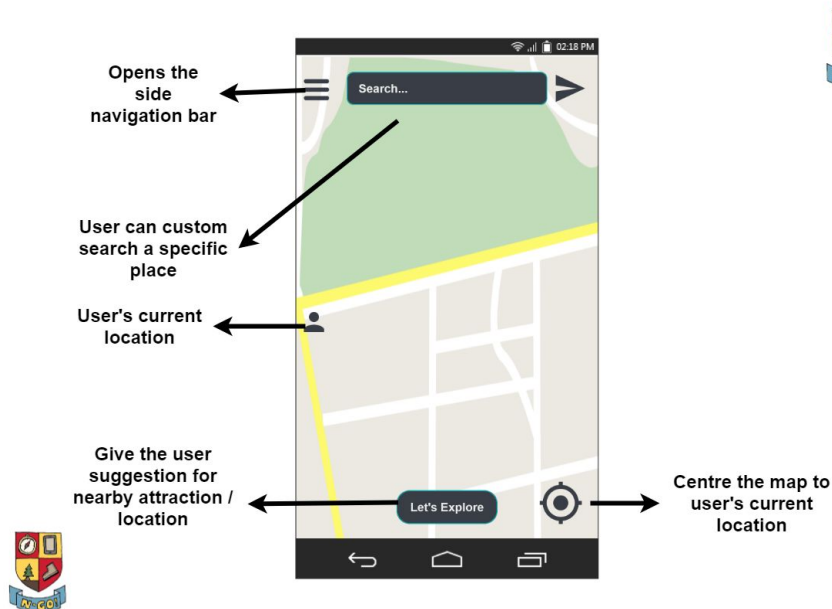 02:18 PM
Opens the
side
navigation bar
Search...
User can custom
search a specific
place
User's current
location
Give the user
suggestion for
nearby attraction /
location
Let's Explore
Centre the map to
user's current
location